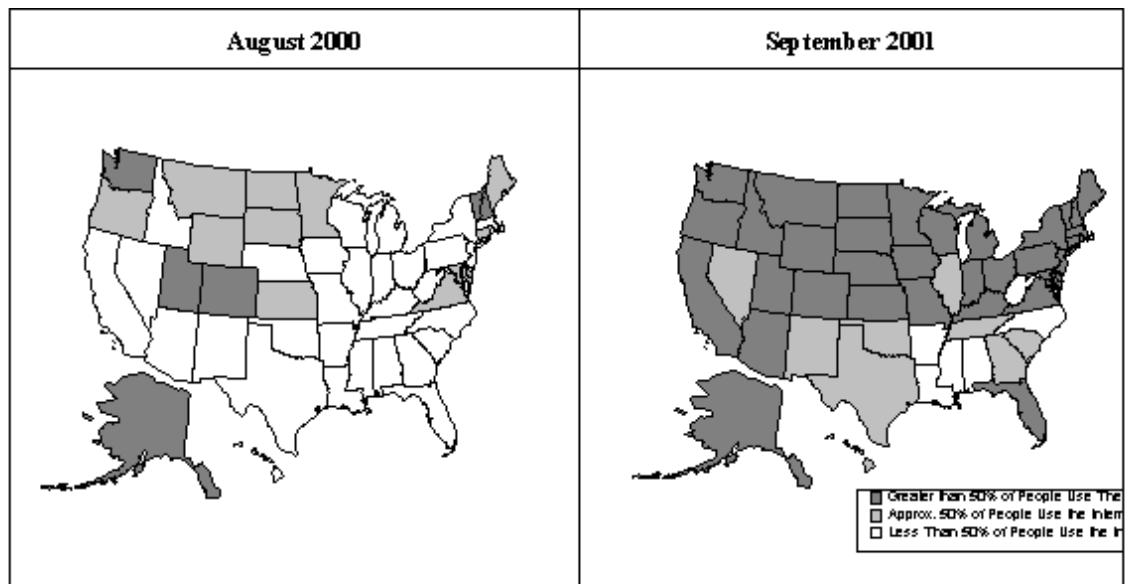 August 2000
September 2001
Greater than 50% of People Use The
Approx. 50% of People Use the Intern
Less Than 50% of People Use the In